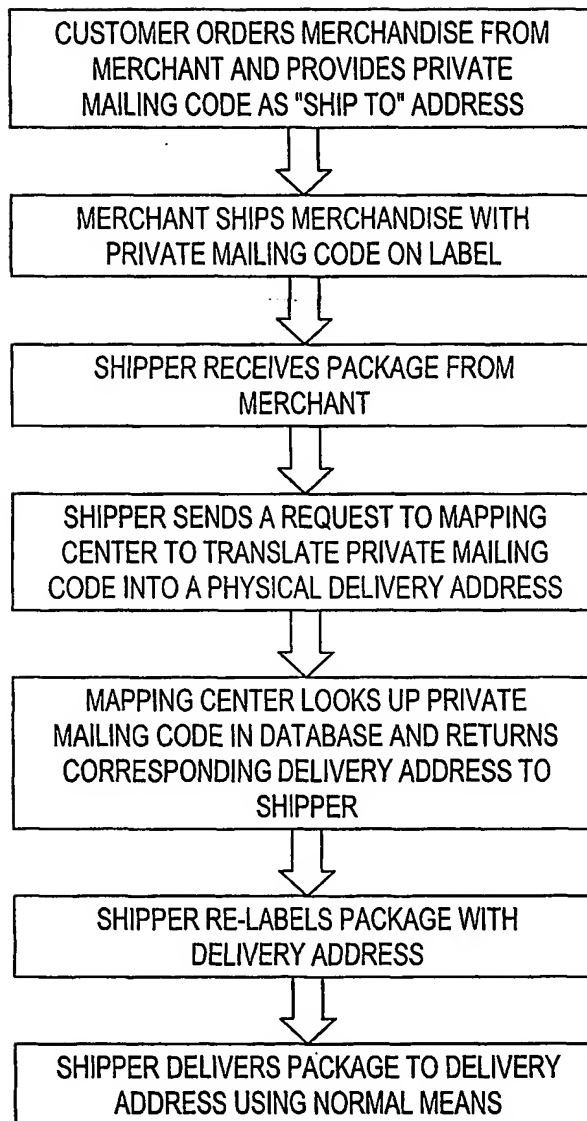 CUSTOMER ORDERS MERCHANDISE FROM
MERCHANT AND PROVIDES PRIVATE
MAILING CODE AS "SHIP TO" ADDRESS
MERCHANT SHIPS MERCHANDISE WITH
PRIVATE MAILING CODE ON LABEL
SHIPPER RECEIVES PACKAGE FROM
MERCHANT
SHIPPER SENDS A REQUEST TO MAPPING
CENTER TO TRANSLATE PRIVATE MAILING
CODE INTO A PHYSICAL DELIVERY ADDRESS
MAPPING CENTER LOOKS UP PRIVATE
MAILING CODE IN DATABASE AND RETURNS
CORRESPONDING DELIVERY ADDRESS TO
SHIPPER
SHIPPER RE-LABELS PACKAGE WITH
DELIVERY ADDRESS
SHIPPER DELIVERS PACKAGE TO DELIVERY
ADDRESS USING NORMAL MEANS